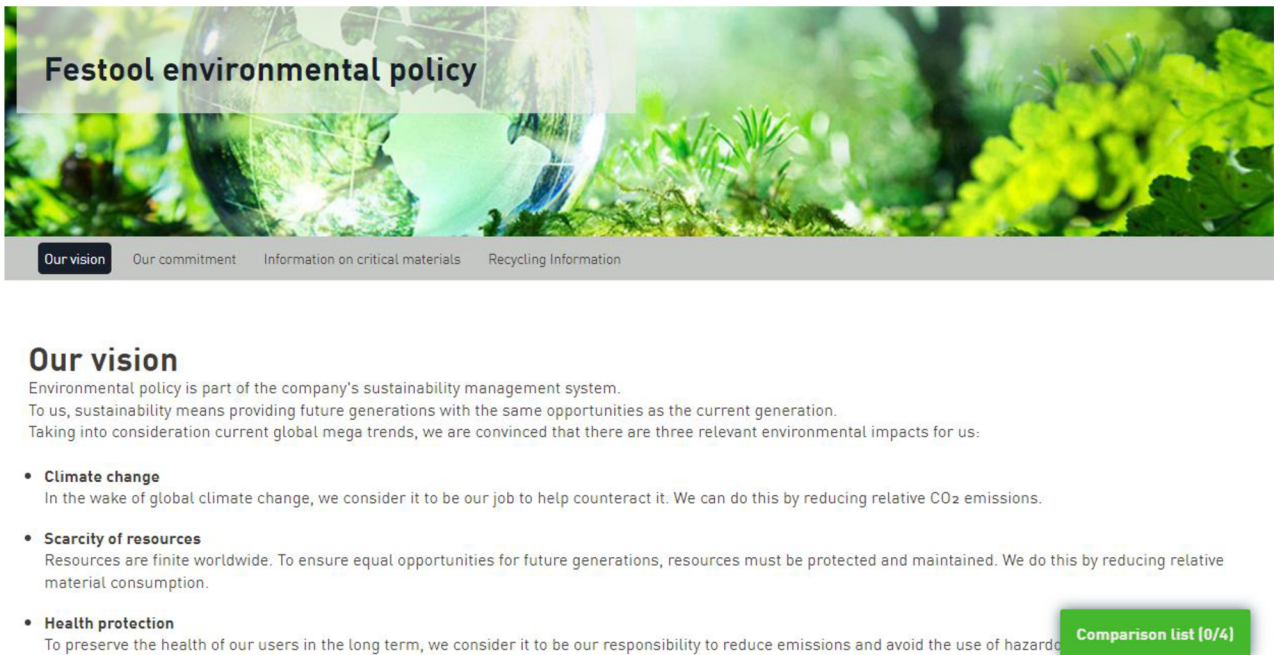 Festool environmental policy
Our vision
Our commitment
Information on critical materials
Recycling Information
Our vision
Environmental policy is part of the company's sustainability management system.
To us, sustainability means providing future generations with the same opportunities as the current generation.
Taking into consideration current global mega trends, we are convinced that there are three relevant environmental impacts for us:
• Climate change
In the wake of global climate change, we consider it to be our job to help counteract it. We can do this by reducing relative CO₂ emissions.
• Scarcity of resources
Resources are finite worldwide. To ensure equal opportunities for future generations, resources must be protected and maintained. We do this by reducing relative
material consumption.
• Health protection
To preserve the health of our users in the long term, we consider it to be our responsibility to reduce emissions and avoid the use of
Comparison list (0/4)